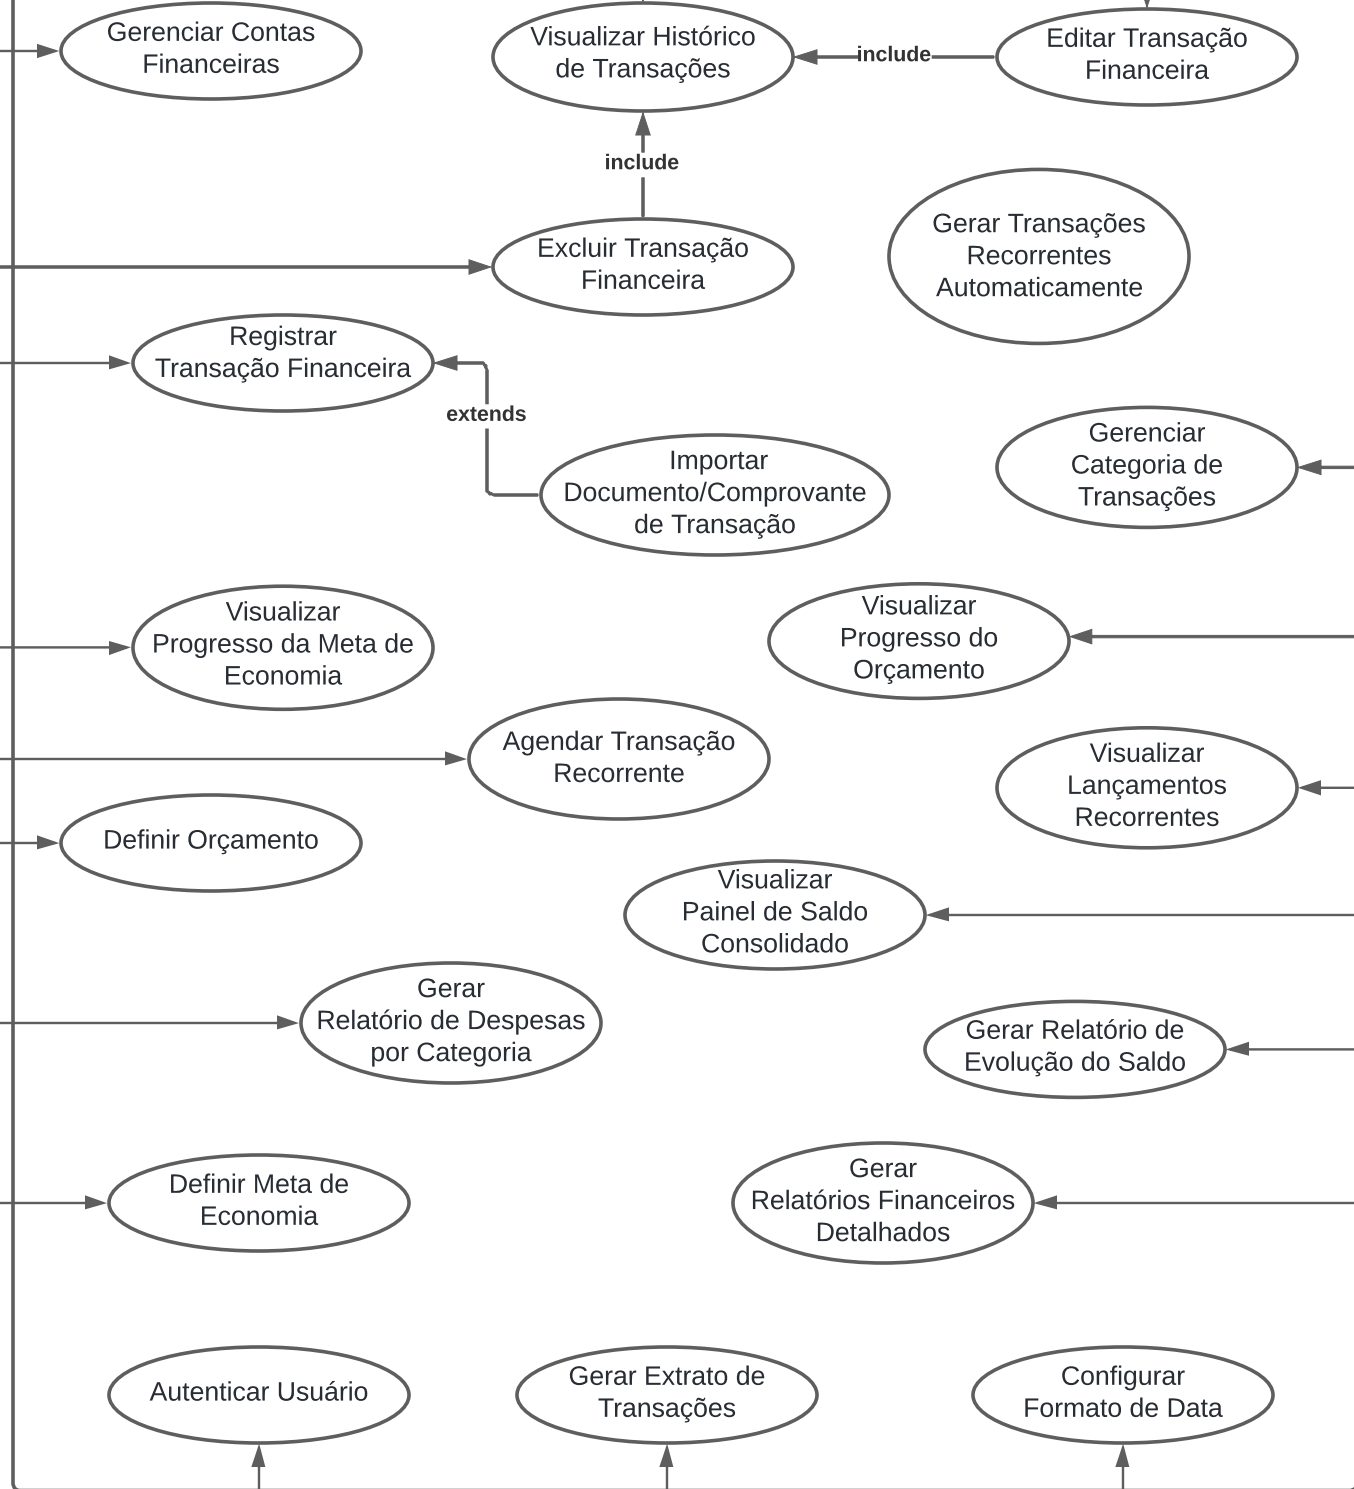 Gerenciar Contas
Financeiras
Visualizar Histórico
de Transações
include
Editar Transação
Financeira
include
Excluir Transação
Financeira
Gerar Transações
Recorrentes
Automaticamente
Registrar
Transação Financeira
extends
Importar
Documento/Comprovante
de Transação
Gerenciar
Categoria de
Transações
Visualizar
Progresso da Meta de
Economia
Visualizar
Progresso do
Orçamento
Agendar Transação
Recorrente
Visualizar
Lançamentos
Recorrentes
Definir Orçamento
Visualizar
Painel de Saldo
Consolidado
Gerar
Relatório de Despesas
por Categoria
Gerar Relatório de
Evolução do Saldo
Definir Meta de
Economia
Gerar
Relatórios Financeiros
Detalhados
Autenticar Usuário
Gerar Extrato de
Transações
Configurar
Formato de Data